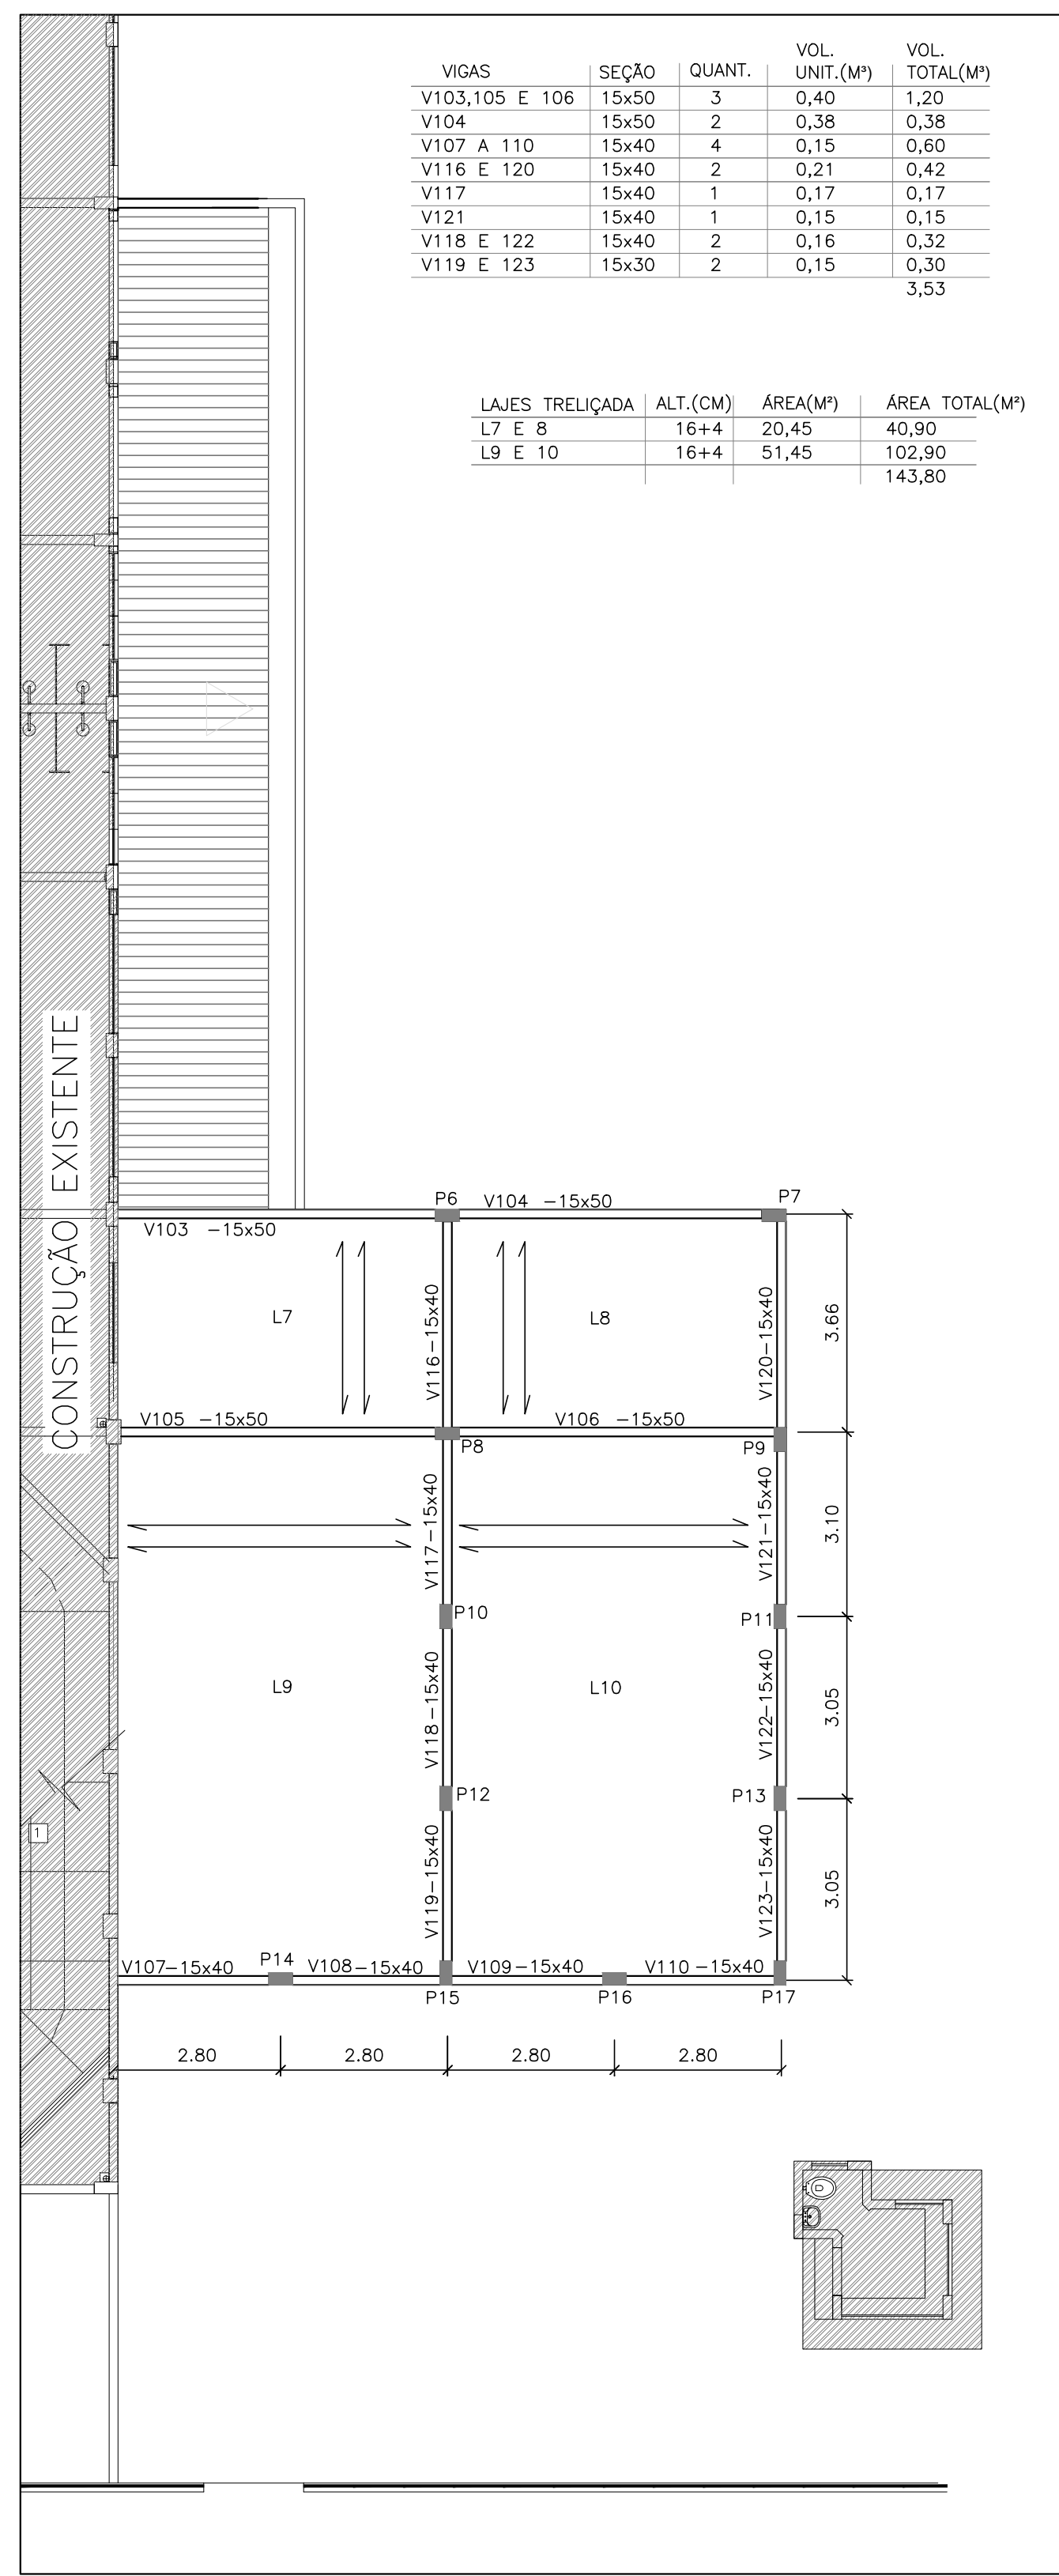 VIGAS SEÇÃO QUANT. VOL. UNIT.(M³) VOL. TOTAL(M³)
V103,105 E 106 15x50 3 0,40 1,20
V104 15x50 2 0,38 0,38
V107 A 110 15x40 4 0,15 0,60
V116 E 120 15x40 2 0,21 0,42
V117 15x40 1 0,17 0,17
V121 15x40 1 0,15 0,15
V118 E 122 15x40 2 0,16 0,32
V119 E 123 15x30 2 0,15 0,30
3,53
LAJES TRELIÇADA ALT.(CM) ÁREA(M²) ÁREA TOTAL(M²)
L7 E 8 16+4 20,45 40,90
L9 E 10 16+4 51,45 102,90
143,80
CONSTRUÇÃO EXISTENTE
P6 V104 -15x50 P7
V103 -15x50
L7 V116-15x40 L8 V120-15x40 3.66
V105 -15x50 V106 -15x50
P8 P9
V117-15x40 V121-15x40 3.10
P10 P11
L9 V118-15x40 L10 V122-15x40 3.05
P12 P13
1
V119-15x40 V123-15x40 3.05
V107-15x40 P14 V108-15x40 V109-15x40 V110-15x40
P15 P16 P17
2.80 2.80 2.80 2.80